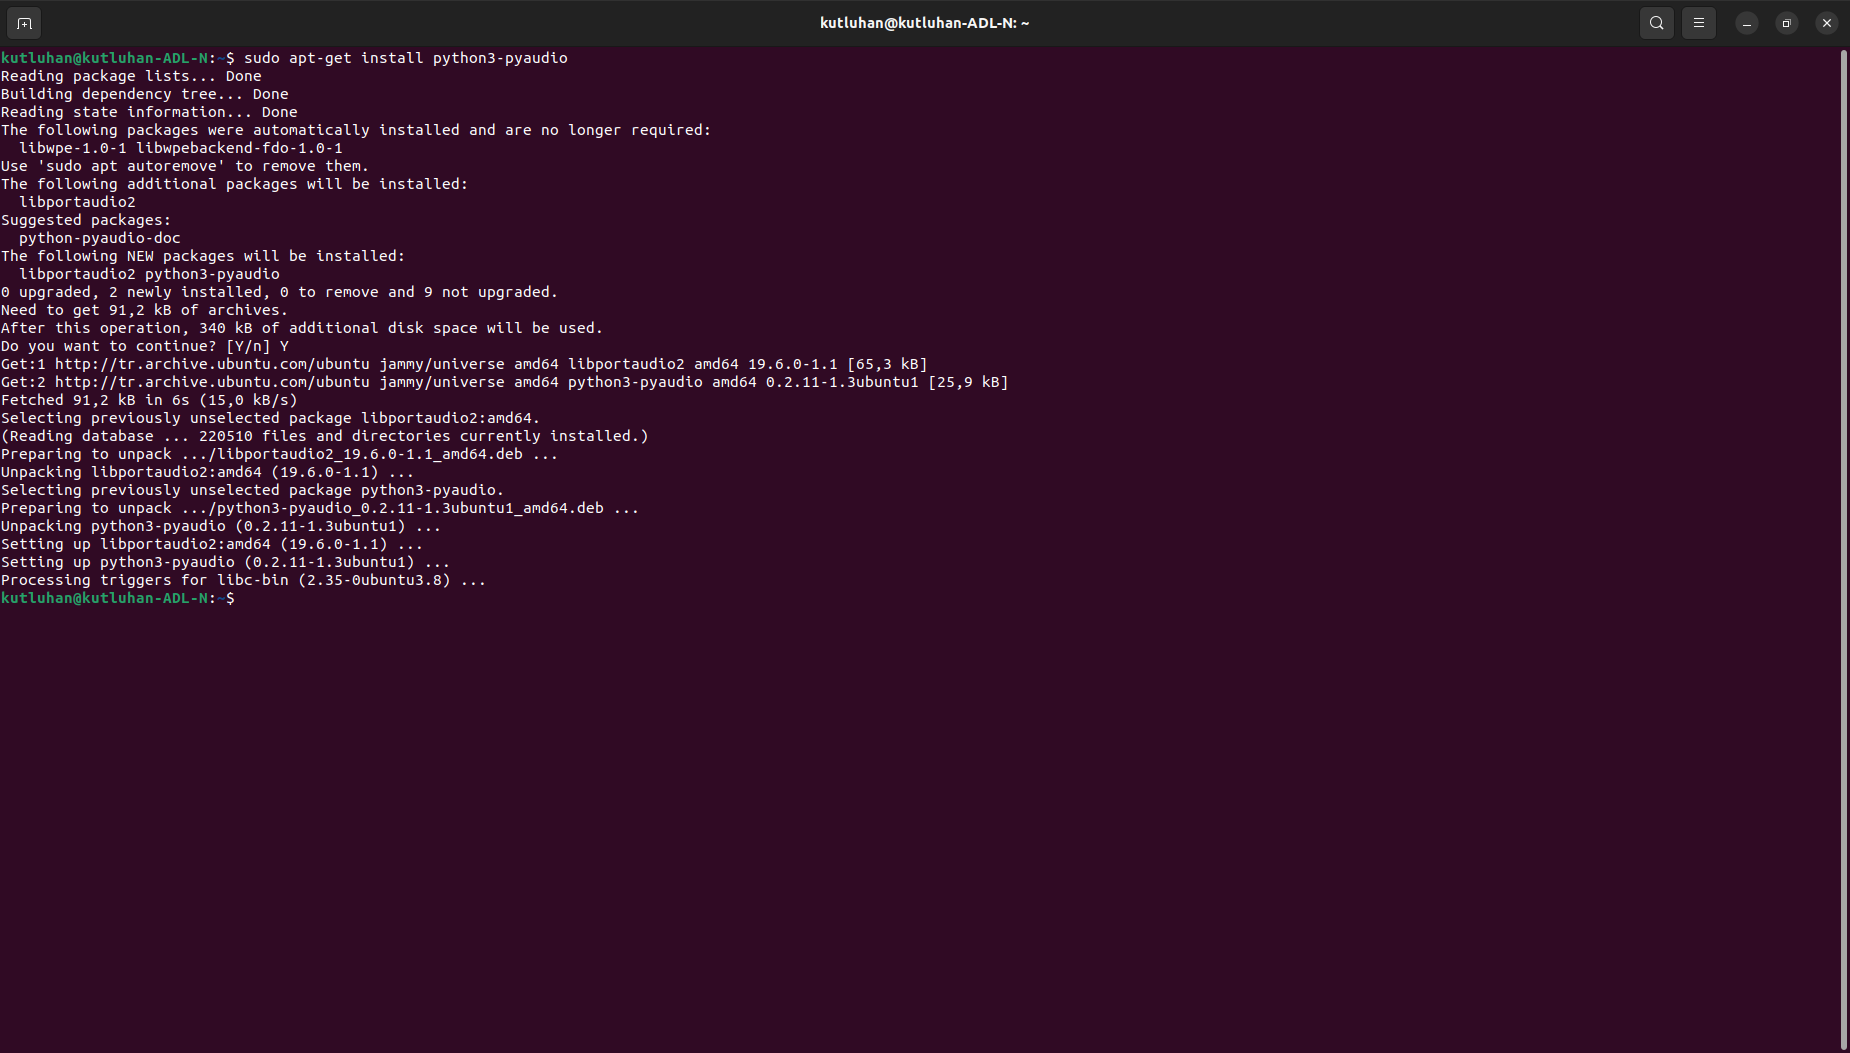 kutluhan@kutluhan-ADL-N: ~
kutluhan@kutluhan-ADL-N:~$ sudo apt-get install python3-pyaudio
Reading package lists... Done
Building dependency tree... Done
Reading state information... Done
The following packages were automatically installed and are no longer required:
  libwpe-1.0-1 libwpebackend-fdo-1.0-1
Use 'sudo apt autoremove' to remove them.
The following additional packages will be installed:
  libportaudio2
Suggested packages:
  python-pyaudio-doc
The following NEW packages will be installed:
  libportaudio2 python3-pyaudio
0 upgraded, 2 newly installed, 0 to remove and 9 not upgraded.
Need to get 91,2 kB of archives.
After this operation, 340 kB of additional disk space will be used.
Do you want to continue? [Y/n] Y
Get:1 http://tr.archive.ubuntu.com/ubuntu jammy/universe amd64 libportaudio2 amd64 19.6.0-1.1 [65,3 kB]
Get:2 http://tr.archive.ubuntu.com/ubuntu jammy/universe amd64 python3-pyaudio amd64 0.2.11-1.3ubuntu1 [25,9 kB]
Fetched 91,2 kB in 6s (15,0 kB/s)
Selecting previously unselected package libportaudio2:amd64.
(Reading database ... 220510 files and directories currently installed.)
Preparing to unpack .../libportaudio2_19.6.0-1.1_amd64.deb ...
Unpacking libportaudio2:amd64 (19.6.0-1.1) ...
Selecting previously unselected package python3-pyaudio.
Preparing to unpack .../python3-pyaudio_0.2.11-1.3ubuntu1_amd64.deb ...
Unpacking python3-pyaudio (0.2.11-1.3ubuntu1) ...
Setting up libportaudio2:amd64 (19.6.0-1.1) ...
Setting up python3-pyaudio (0.2.11-1.3ubuntu1) ...
Processing triggers for libc-bin (2.35-0ubuntu3.8) ...
kutluhan@kutluhan-ADL-N:~$